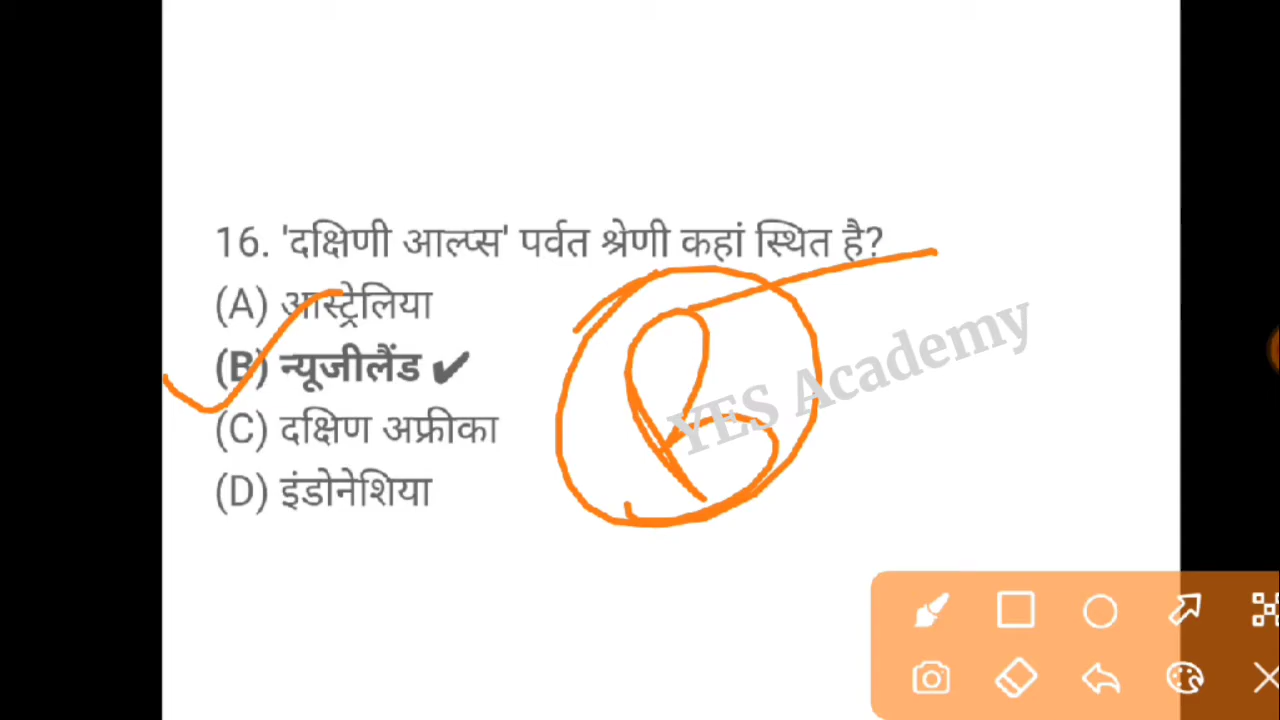 16. 'दक्षिणी आल्प्स' पर्वत श्रेणी कहां स्थित है?
(A) आस्ट्रेलिया
(B) न्यूजीलैंड ✔
(C) दक्षिण अफ्रीका
(D) इंडोनेशिया
B
YES Academy